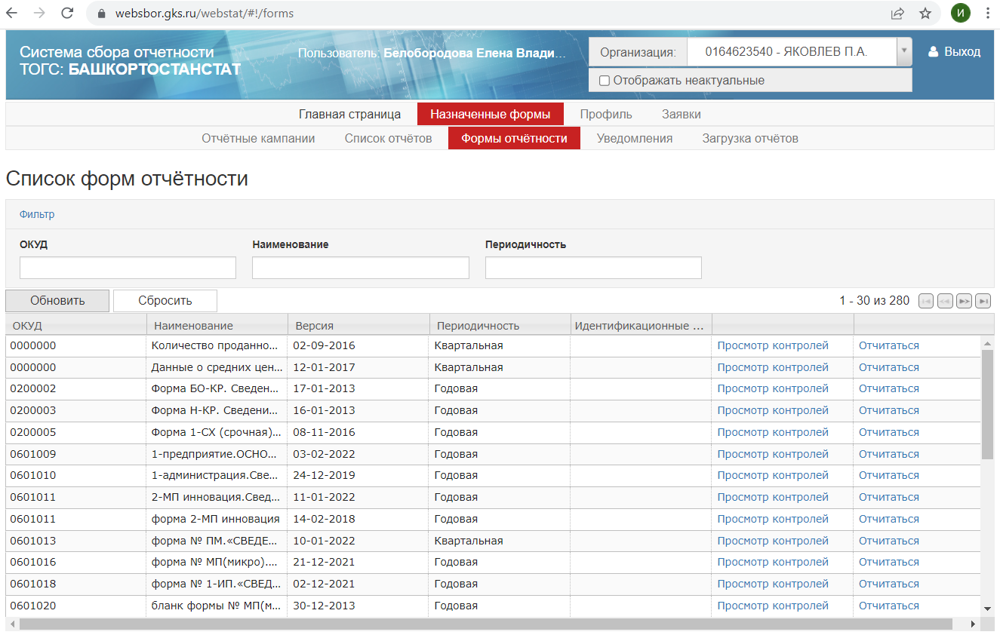 websbor.gks.ru/webstat/#!/forms
И
Система сбора отчетности
ТОГС: БАШКОРТОСТАНСТАТ
Пользователь: Белобородова Елена Влади...
Организация: 0164623540 - ЯКОВЛЕВ П.А.
Отображать неактуальные
Выход
Главная страница Назначенные формы Профиль Заявки
Отчётные кампании Список отчётов Формы отчётности Уведомления Загрузка отчётов
Список форм отчётности
Фильтр
ОКУД Наименование Периодичность
Обновить Сбросить 1 - 30 из 280
ОКУД Наименование Версия Периодичность Идентификационные ...
0000000 Количество проданно... 02-09-2016 Квартальная Просмотр контролей Отчитаться
0000000 Данные о средних цен... 12-01-2017 Квартальная Просмотр контролей Отчитаться
0200002 Форма БО-КР. Сведен... 17-01-2013 Годовая Просмотр контролей Отчитаться
0200003 Форма Н-КР. Сведени... 16-01-2013 Годовая Просмотр контролей Отчитаться
0200005 Форма 1-СХ (срочная)... 08-11-2016 Годовая Просмотр контролей Отчитаться
0601009 1-предприятие.ОСНО... 03-02-2022 Годовая Просмотр контролей Отчитаться
0601010 1-администрация.Све... 24-12-2019 Годовая Просмотр контролей Отчитаться
0601011 2-МП инновация.Свед... 11-01-2022 Годовая Просмотр контролей Отчитаться
0601011 форма 2-МП инновация 14-02-2018 Годовая Просмотр контролей Отчитаться
0601013 форма № ПМ.«СВЕДЕ... 10-01-2022 Квартальная Просмотр контролей Отчитаться
0601016 форма № МП(микро).... 21-12-2021 Годовая Просмотр контролей Отчитаться
0601018 форма № 1-ИП.«СВЕД... 02-12-2021 Годовая Просмотр контролей Отчитаться
0601020 бланк формы № МП(м... 30-12-2013 Годовая Просмотр контролей Отчитаться